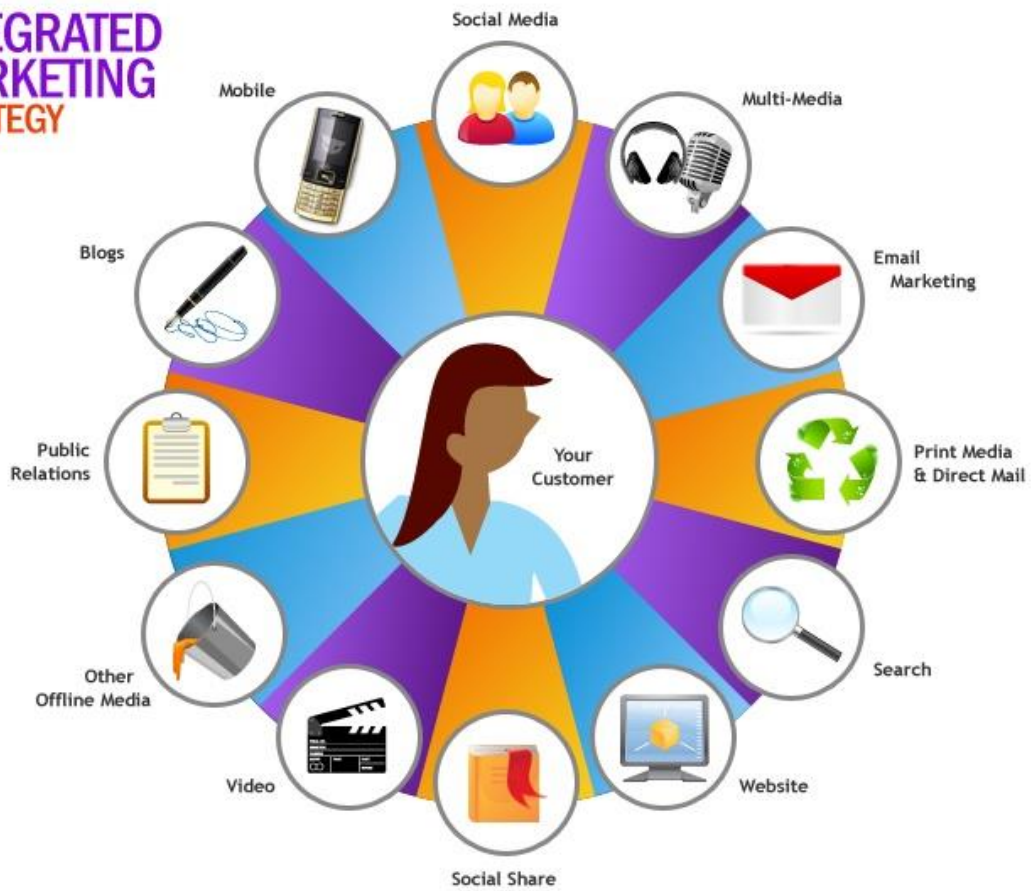 EGRATED
RKETING
TEGY
Social Media
Mobile
Multi-Media
Blogs
Email
Marketing
Public
Relations
Your
Customer
Print Media
& Direct Mail
Other
Offline Media
Search
Video
Website
Social Share